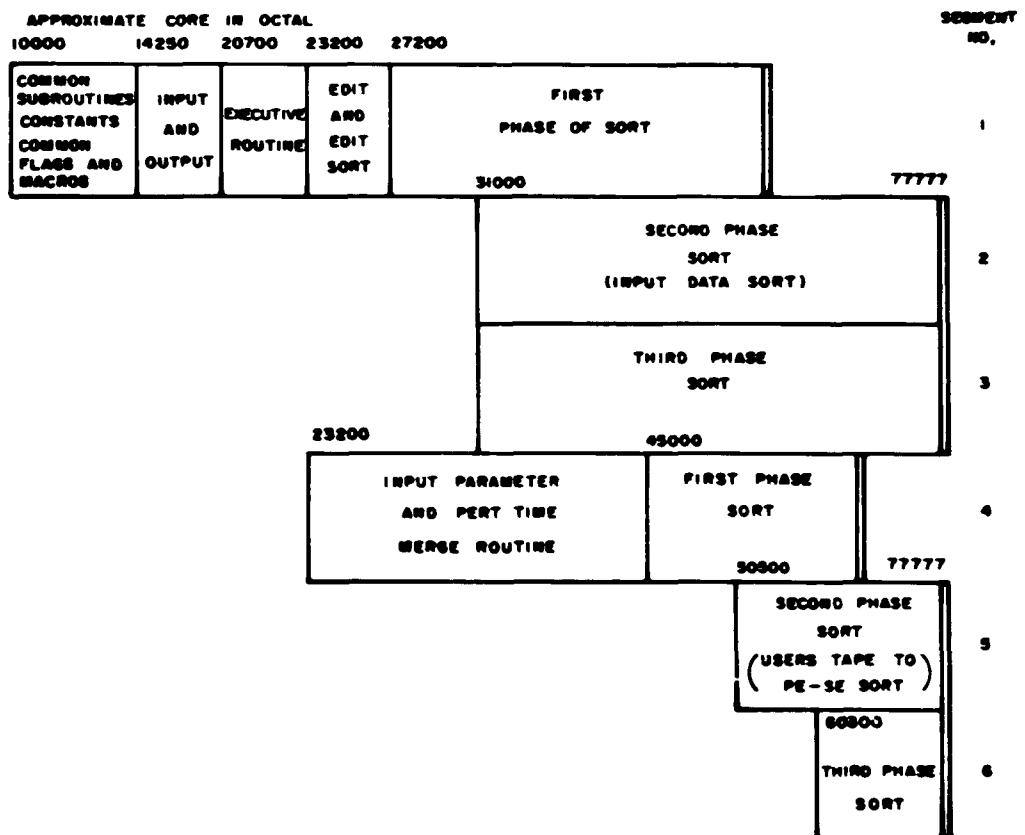 APPROXIMATE CORE IN OCTAL
SEGMENT
NO.
10000 14250 20700 23200 27200
COMMON
SUBROUTINES
CONSTANTS
COMMON
FLAGS AND
MACROS
INPUT
AND
OUTPUT
EXECUTIVE
ROUTINE
EDIT
AND
EDIT
SORT
FIRST
PHASE OF SORT
1
31000
77777
SECOND PHASE
SORT
(INPUT DATA SORT)
2
THIRD PHASE
SORT
3
23200
45000
INPUT PARAMETER
AND PERT TIME
MERGE ROUTINE
FIRST PHASE
SORT
4
77777
SECOND PHASE
SORT
(USERS TAPE TO
PE-SE SORT)
5
THIRD PHASE
SORT
6